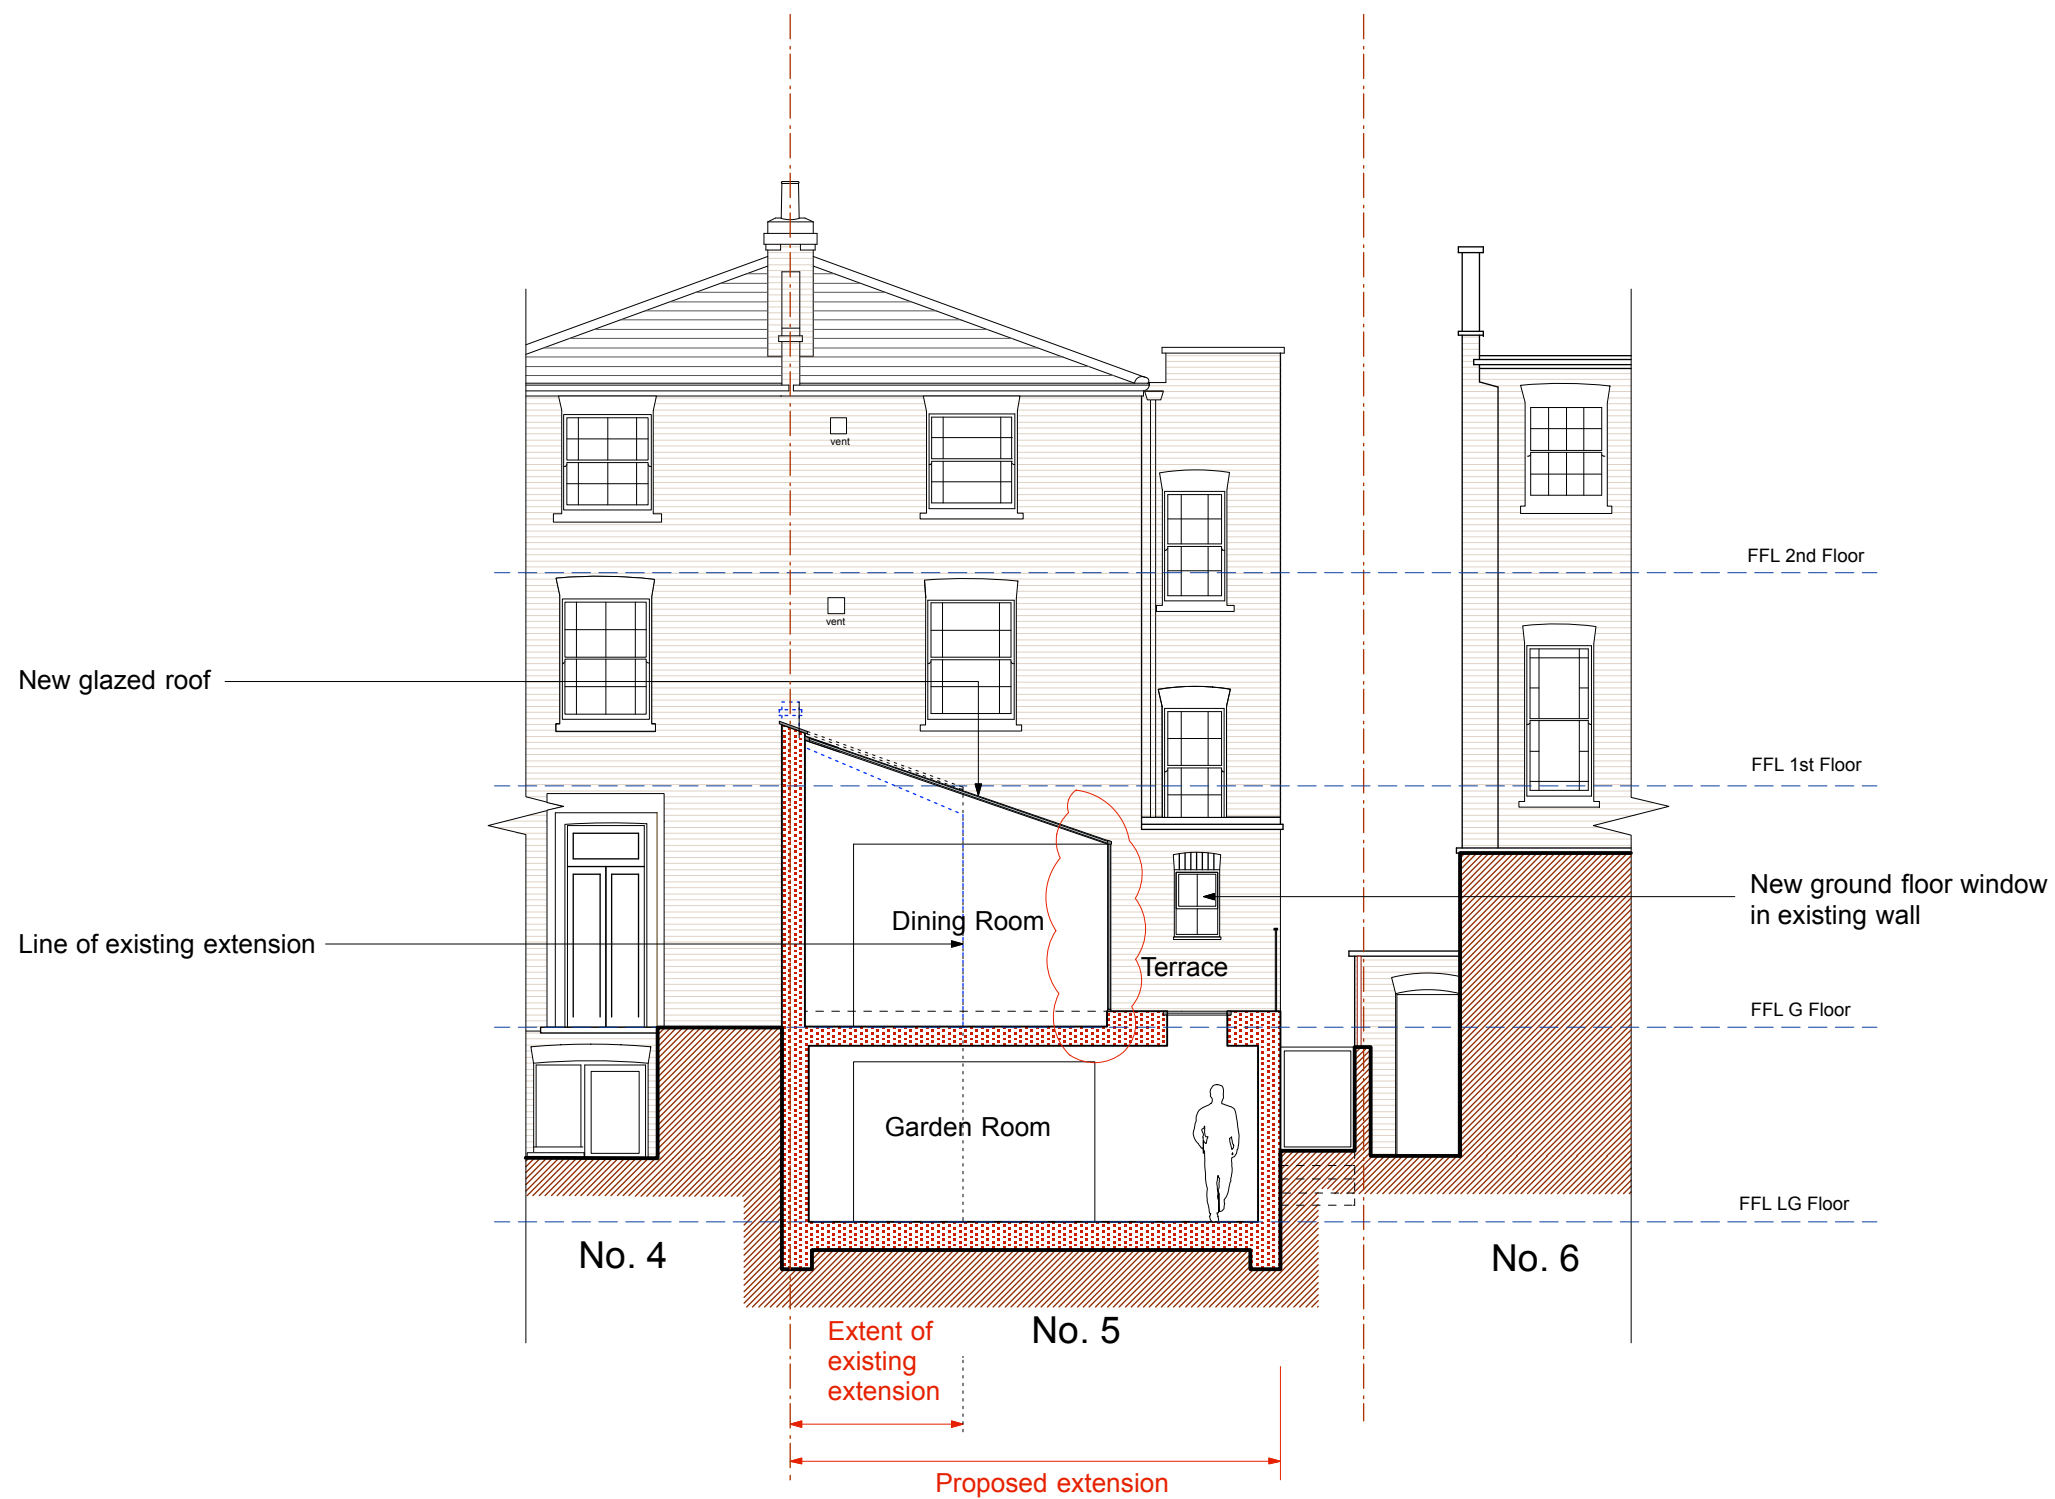 vent
FFL 2nd Floor
vent
New glazed roof
FFL 1st Floor
New ground floor window
in existing wall
Dining Room
Line of existing extension
Terrace
FFL G Floor
Garden Room
FFL LG Floor
No. 4
No. 6
No. 5
Extent of
existing
extension
Proposed extension